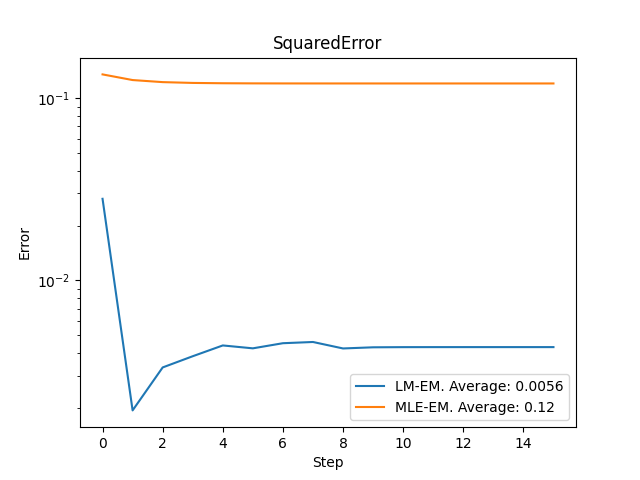 SquaredError
Error
10⁻¹
10⁻²
LM-EM. Average: 0.0056
MLE-EM. Average: 0.12
0 2 4 6 8 10 12 14
Step